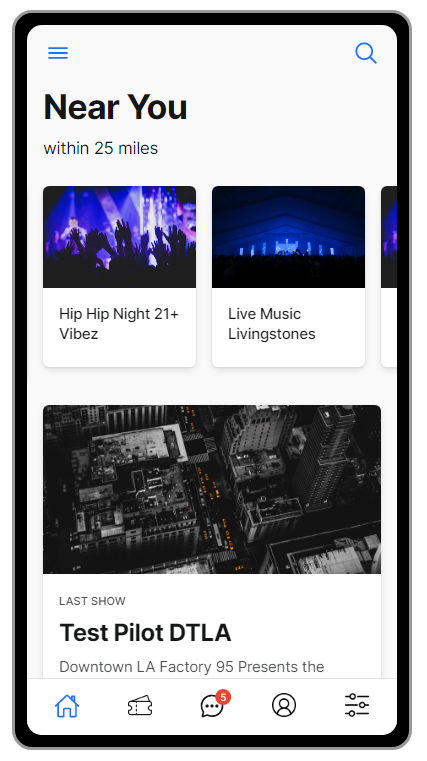 Near You
within 25 miles
Hip Hip Night 21+
Vibez
Live Music
Livingstones
LAST SHOW
Test Pilot DTLA
Downtown LA Factory 95 Presents the
5